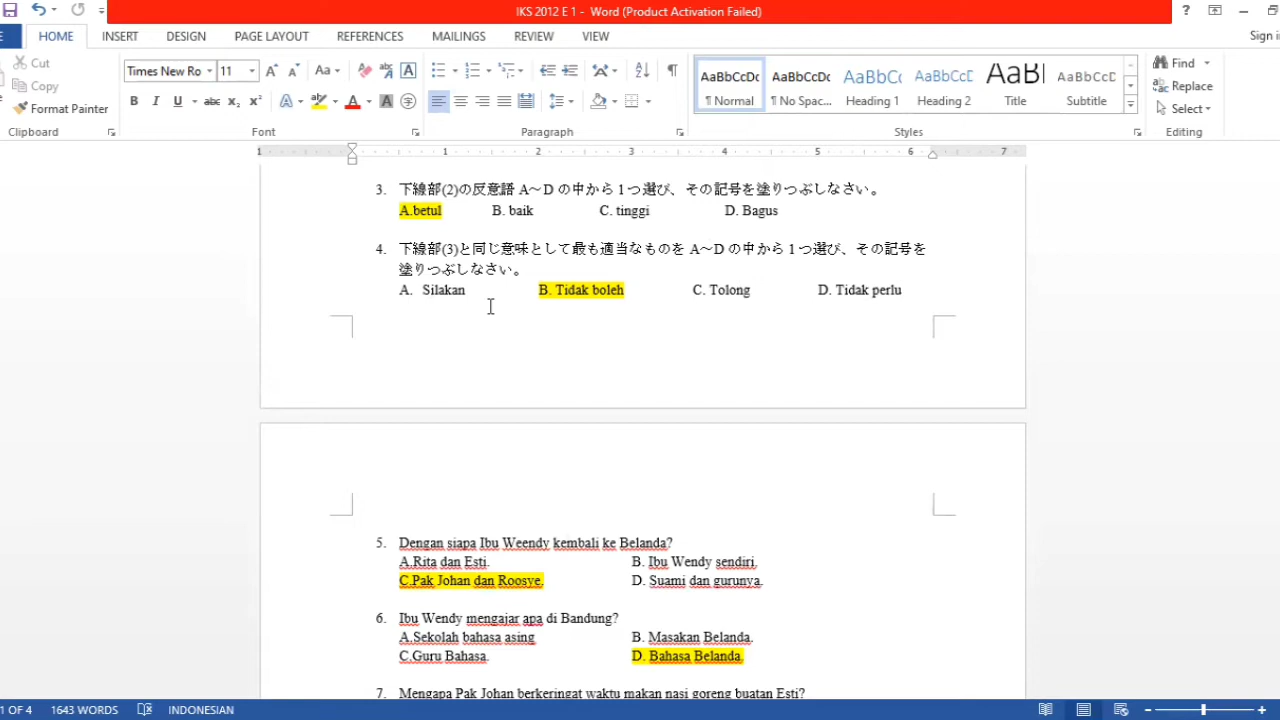 IKS 2012 E 1 - Word (Product Activation Failed)
HOME INSERT DESIGN PAGE LAYOUT REFERENCES MAILINGS REVIEW VIEW Sign i
Cut
Copy
Format Painter
Clipboard
Times New Ro 11
Font
Paragraph
AaBbCcDc AaBbCcDc AaBbCc AaBbCcD AaBl AaBbCcD
¶ Normal ¶ No Spac... Heading 1 Heading 2 Title Subtitle
Styles
Find
Replace
Select
Editing
1 1 2 3 4 5 6 7
3. 下線部(2)の反意語 A～D の中から 1 つ選び、その記号を塗りつぶしなさい。
A.betul B. baik C. tinggi D. Bagus
4. 下線部(3)と同じ意味として最も適当なものを A～D の中から 1 つ選び、その記号を
塗りつぶしなさい。
A. Silakan B. Tidak boleh C. Tolong D. Tidak perlu
5. Dengan siapa Ibu Weendy kembali ke Belanda?
A.Rita dan Esti. B. Ibu Wendy sendiri.
C.Pak Johan dan Roosye. D. Suami dan gurunya.
6. Ibu Wendy mengajar apa di Bandung?
A.Sekolah bahasa asing B. Masakan Belanda.
C.Guru Bahasa. D. Bahasa Belanda.
7. Mengapa Pak Johan berkeringat waktu makan nasi goreng buatan Esti?
1 OF 4 1643 WORDS INDONESIAN